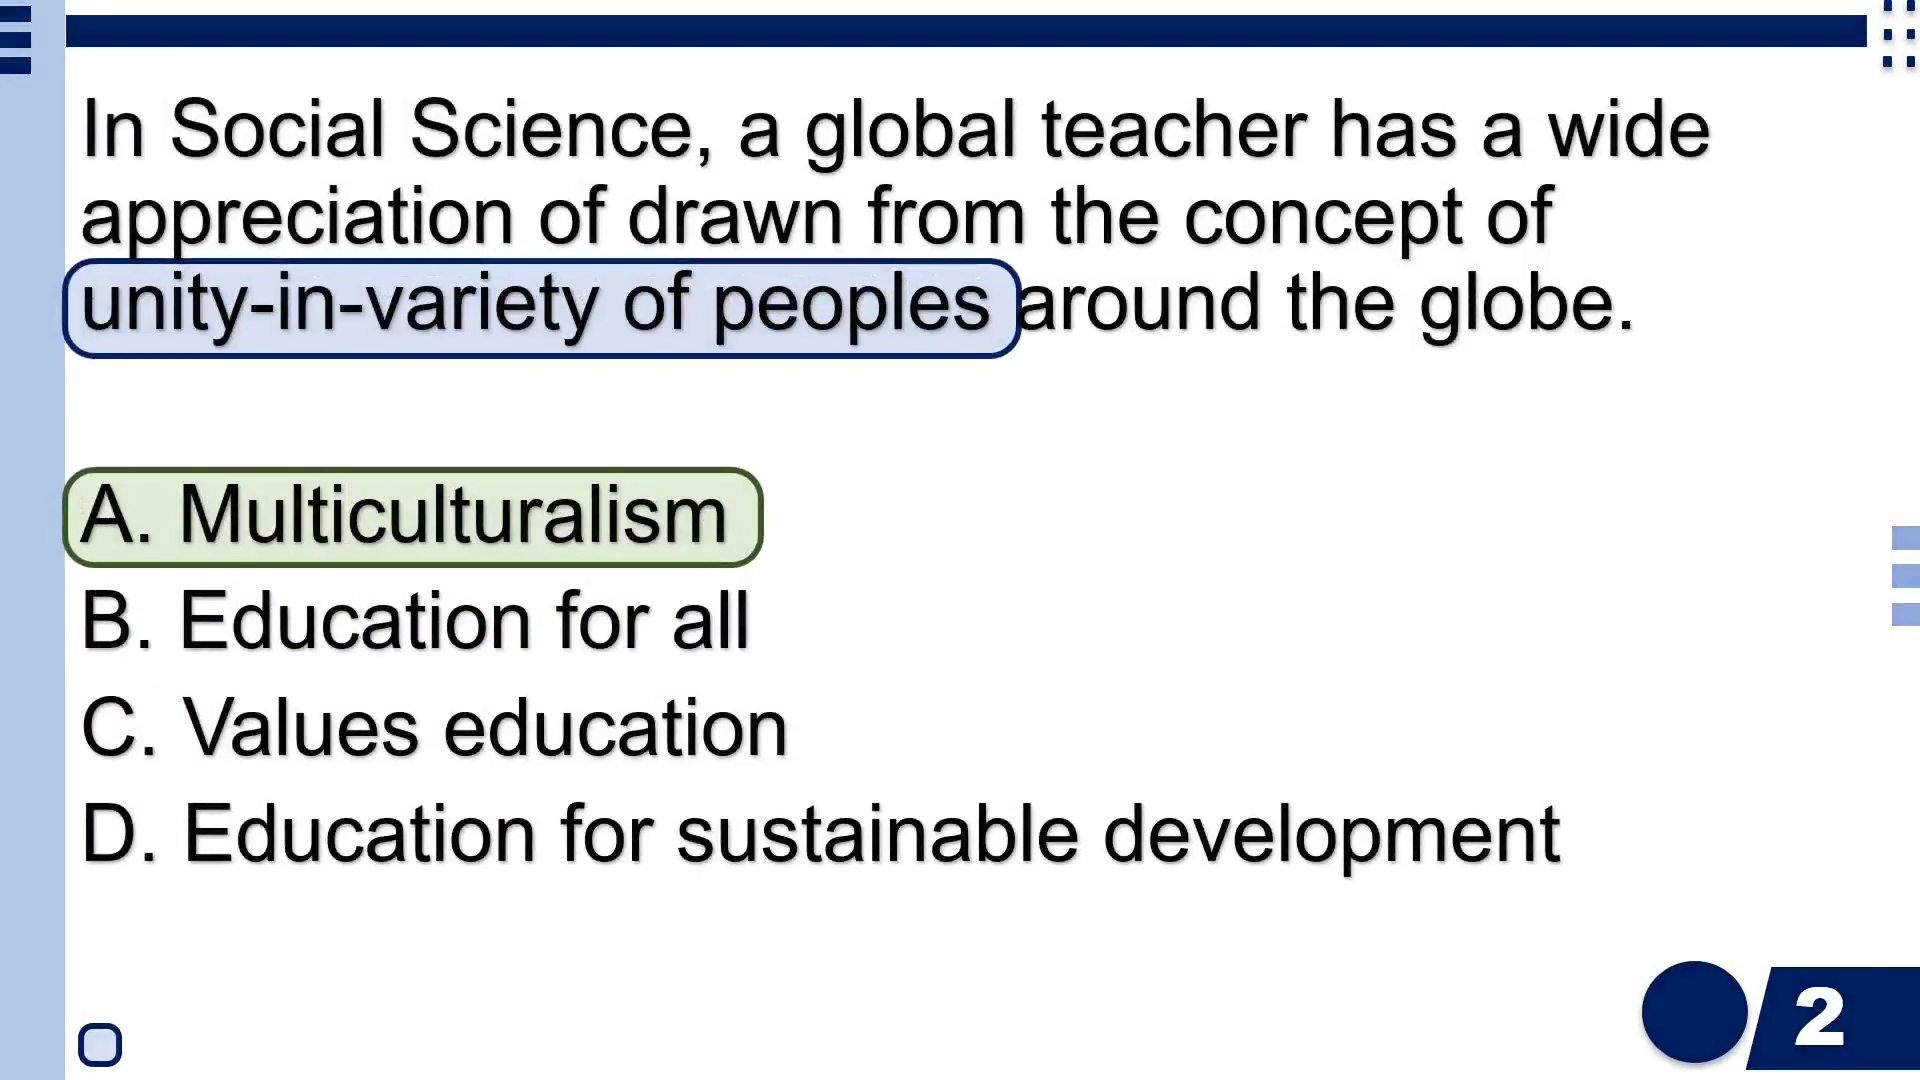 In Social Science, a global teacher has a wide
appreciation of drawn from the concept of
unity-in-variety of peoples around the globe.
A. Multiculturalism
B. Education for all
C. Values education
D. Education for sustainable development
2